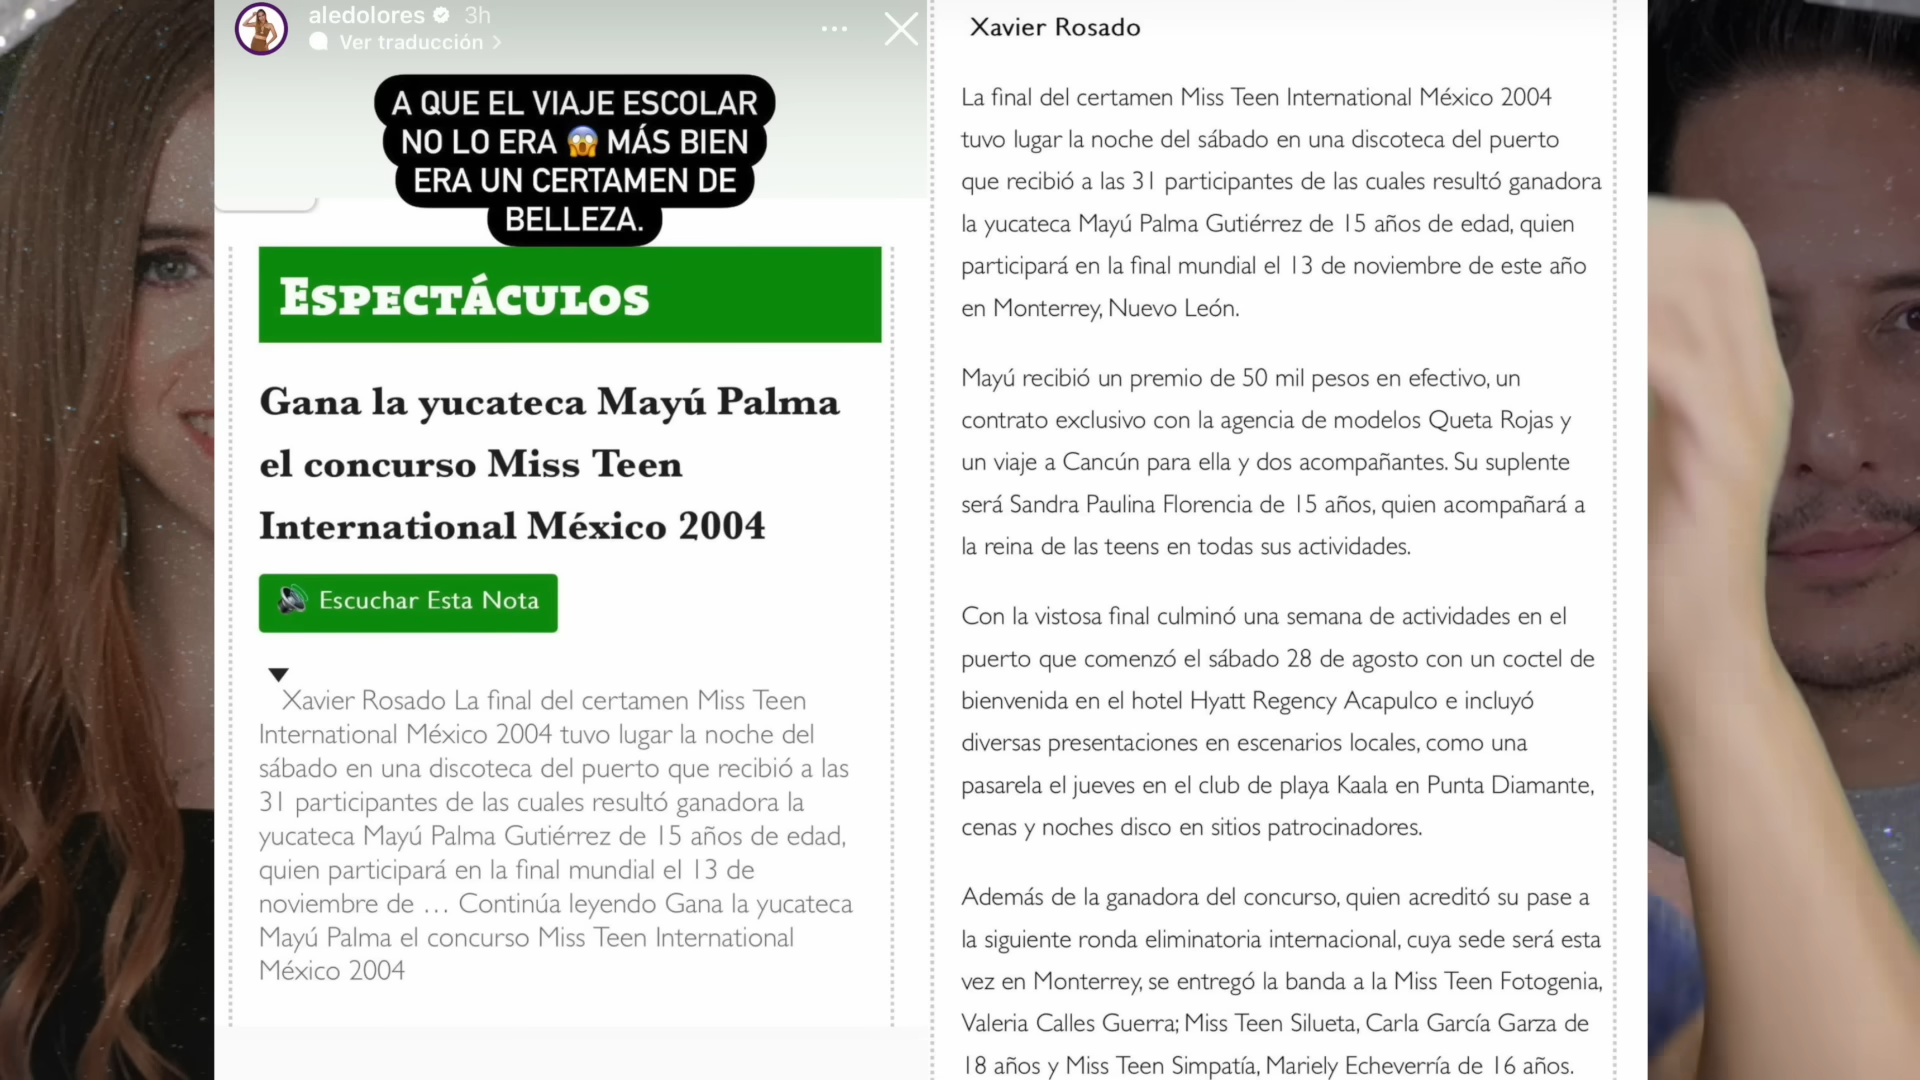 aledolores 3h
Ver traducción >
A QUE EL VIAJE ESCOLAR
NO LO ERA 😱 MÁS BIEN
ERA UN CERTAMEN DE
BELLEZA.
ESPECTÁCULOS
Gana la yucateca Mayú Palma
el concurso Miss Teen
International México 2004
Escuchar Esta Nota
Xavier Rosado La final del certamen Miss Teen
International México 2004 tuvo lugar la noche del
sábado en una discoteca del puerto que recibió a las
31 participantes de las cuales resultó ganadora la
yucateca Mayú Palma Gutiérrez de 15 años de edad,
quien participará en la final mundial el 13 de
noviembre de … Continúa leyendo Gana la yucateca
Mayú Palma el concurso Miss Teen International
México 2004
Xavier Rosado
La final del certamen Miss Teen International México 2004
tuvo lugar la noche del sábado en una discoteca del puerto
que recibió a las 31 participantes de las cuales resultó ganadora
la yucateca Mayú Palma Gutiérrez de 15 años de edad, quien
participará en la final mundial el 13 de noviembre de este año
en Monterrey, Nuevo León.
Mayú recibió un premio de 50 mil pesos en efectivo, un
contrato exclusivo con la agencia de modelos Queta Rojas y
un viaje a Cancún para ella y dos acompañantes. Su suplente
será Sandra Paulina Florencia de 15 años, quien acompañará a
la reina de las teens en todas sus actividades.
Con la vistosa final culminó una semana de actividades en el
puerto que comenzó el sábado 28 de agosto con un coctel de
bienvenida en el hotel Hyatt Regency Acapulco e incluyó
diversas presentaciones en escenarios locales, como una
pasarela el jueves en el club de playa Kaala en Punta Diamante,
cenas y noches disco en sitios patrocinadores.
Además de la ganadora del concurso, quien acreditó su pase a
la siguiente ronda eliminatoria internacional, cuya sede será esta
vez en Monterrey, se entregó la banda a la Miss Teen Fotogenia,
Valeria Calles Guerra; Miss Teen Silueta, Carla García Garza de
18 años y Miss Teen Simpatía, Mariely Echeverría de 16 años.